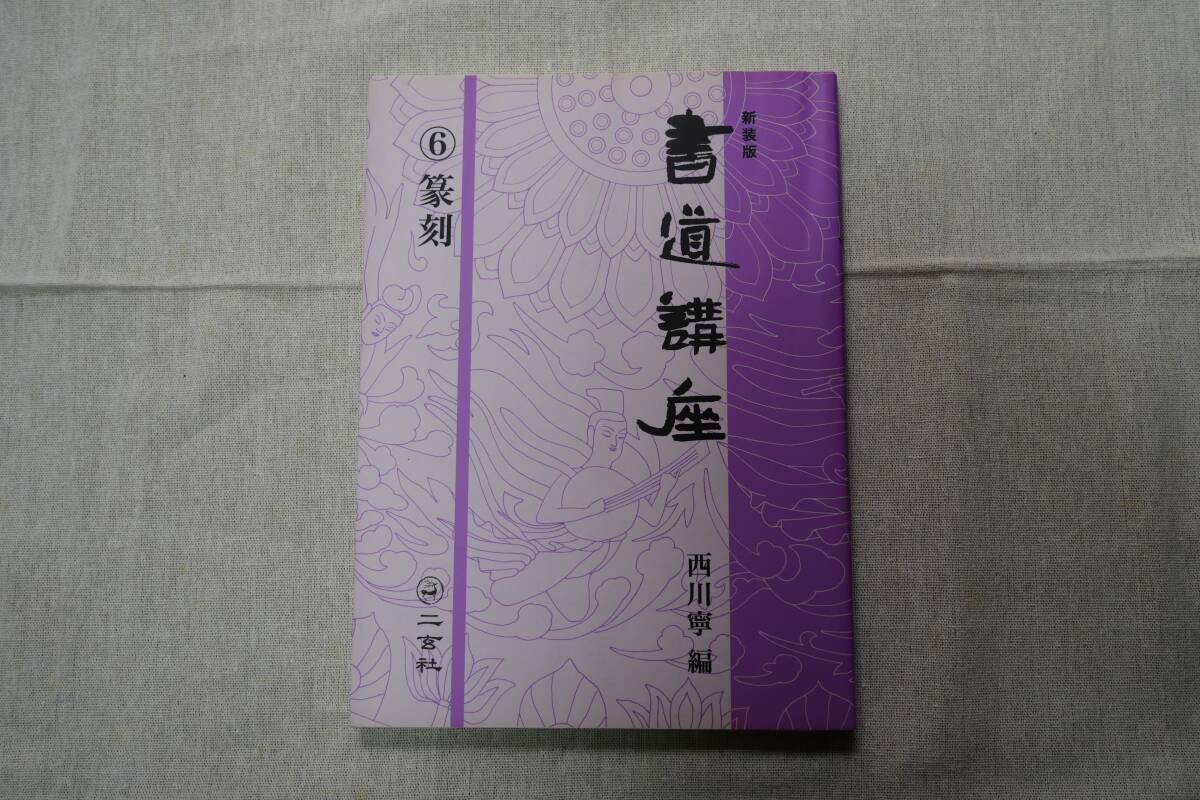 新装版
書道講座
西川寧 編
⑥ 篆刻
二玄社